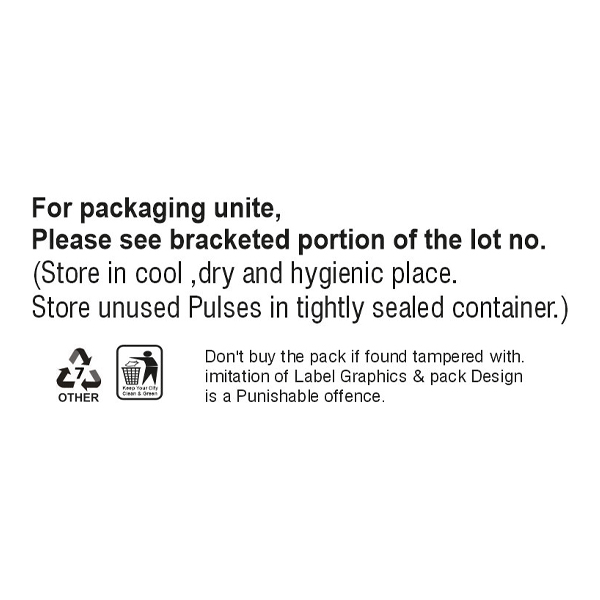 For packaging unite,
Please see bracketed portion of the lot no.
(Store in cool ,dry and hygienic place.
Store unused Pulses in tightly sealed container.)
7
OTHER
Keep Your City
Clean & Green
Don't buy the pack if found tampered with.
imitation of Label Graphics & pack Design
is a Punishable offence.